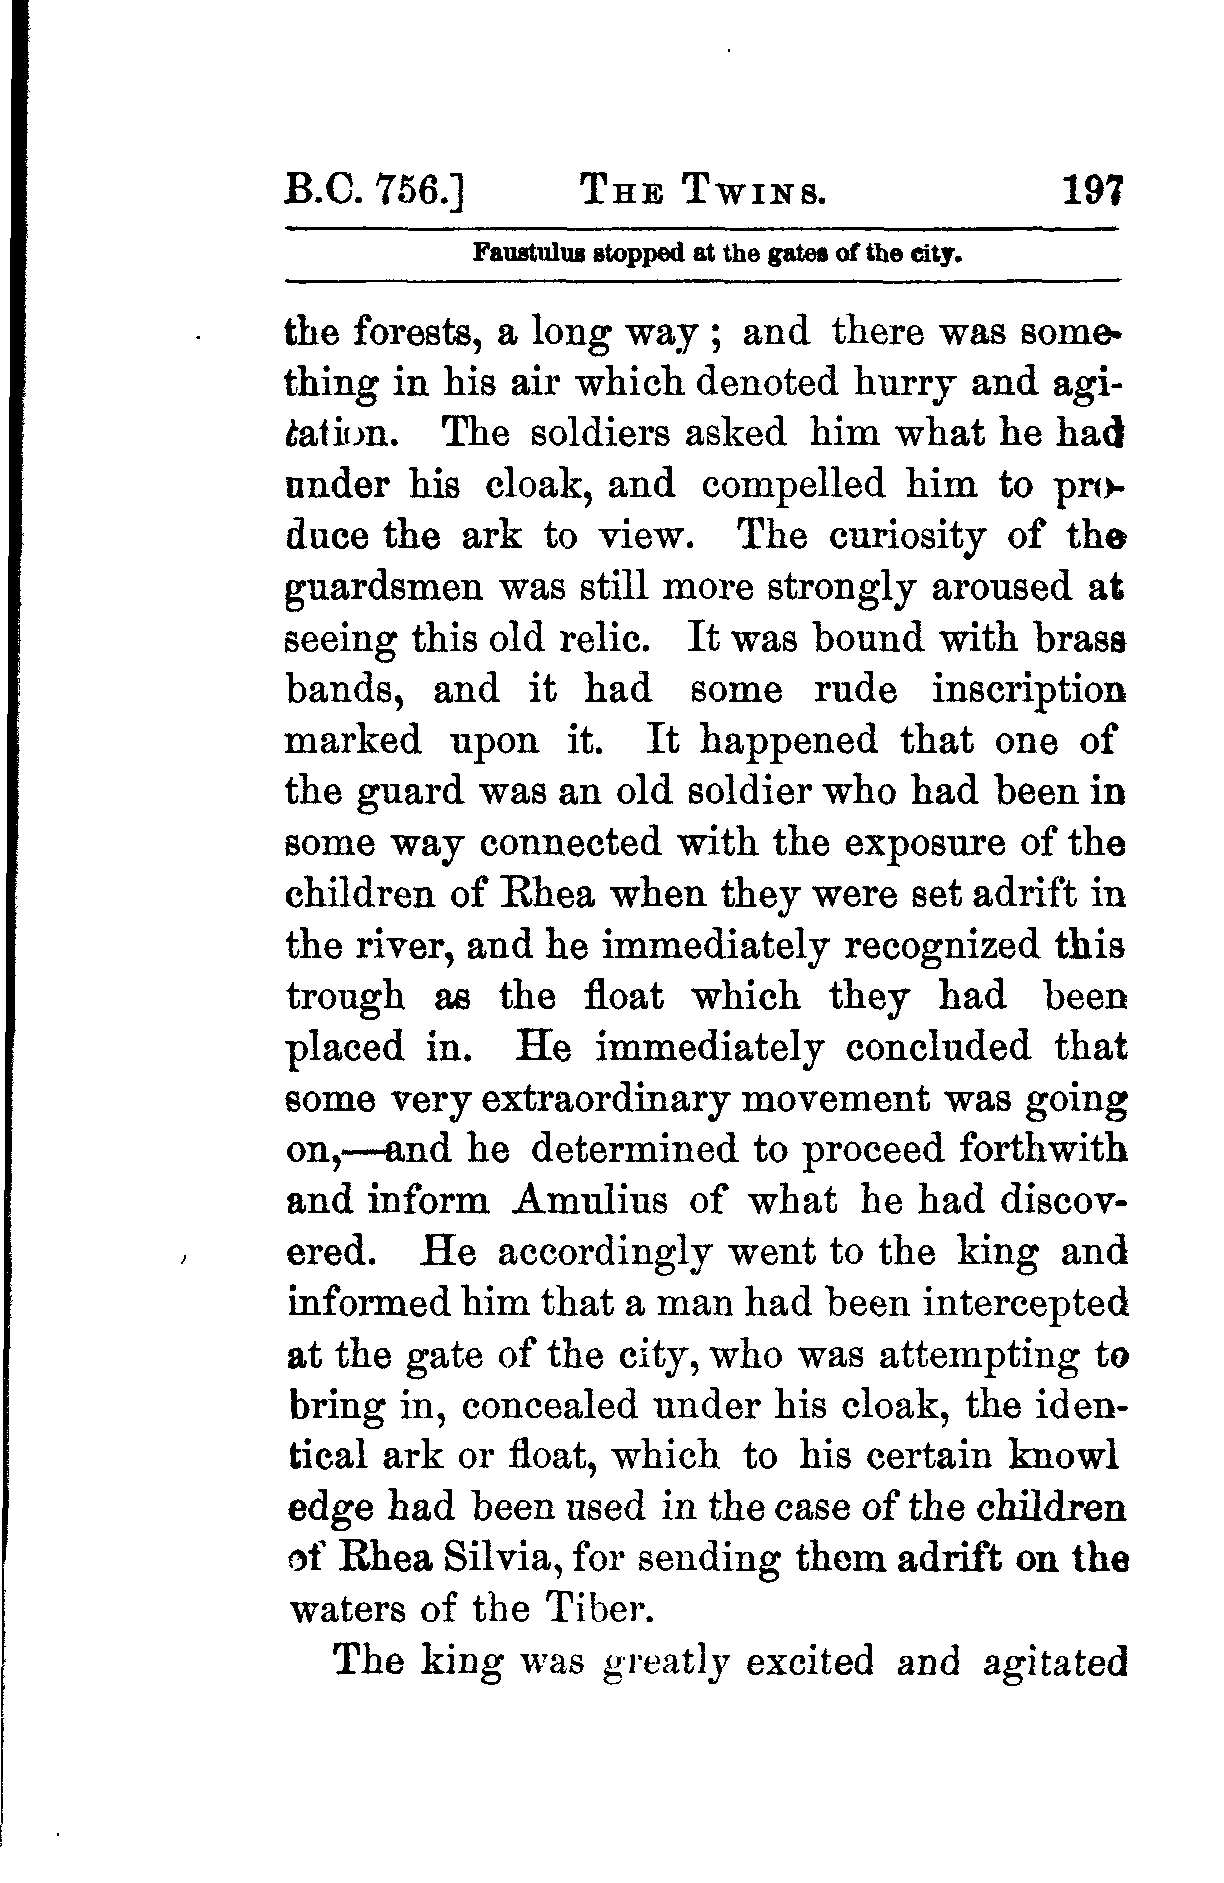 B.C. 756.] THE TWINS. 197
Faustulus stopped at the gates of the city.
the forests, a long way ; and there was some-
thing in his air which denoted hurry and agi-
tation. The soldiers asked him what he had
under his cloak, and compelled him to pro-
duce the ark to view. The curiosity of the
guardsmen was still more strongly aroused at
seeing this old relic. It was bound with brass
bands, and it had some rude inscription
marked upon it. It happened that one of
the guard was an old soldier who had been in
some way connected with the exposure of the
children of Rhea when they were set adrift in
the river, and he immediately recognized this
trough as the float which they had been
placed in. He immediately concluded that
some very extraordinary movement was going
on,—and he determined to proceed forthwith
and inform Amulius of what he had discov-
ered. He accordingly went to the king and
informed him that a man had been intercepted
at the gate of the city, who was attempting to
bring in, concealed under his cloak, the iden-
tical ark or float, which to his certain knowl
edge had been used in the case of the children
of Rhea Silvia, for sending them adrift on the
waters of the Tiber.
The king was greatly excited and agitated